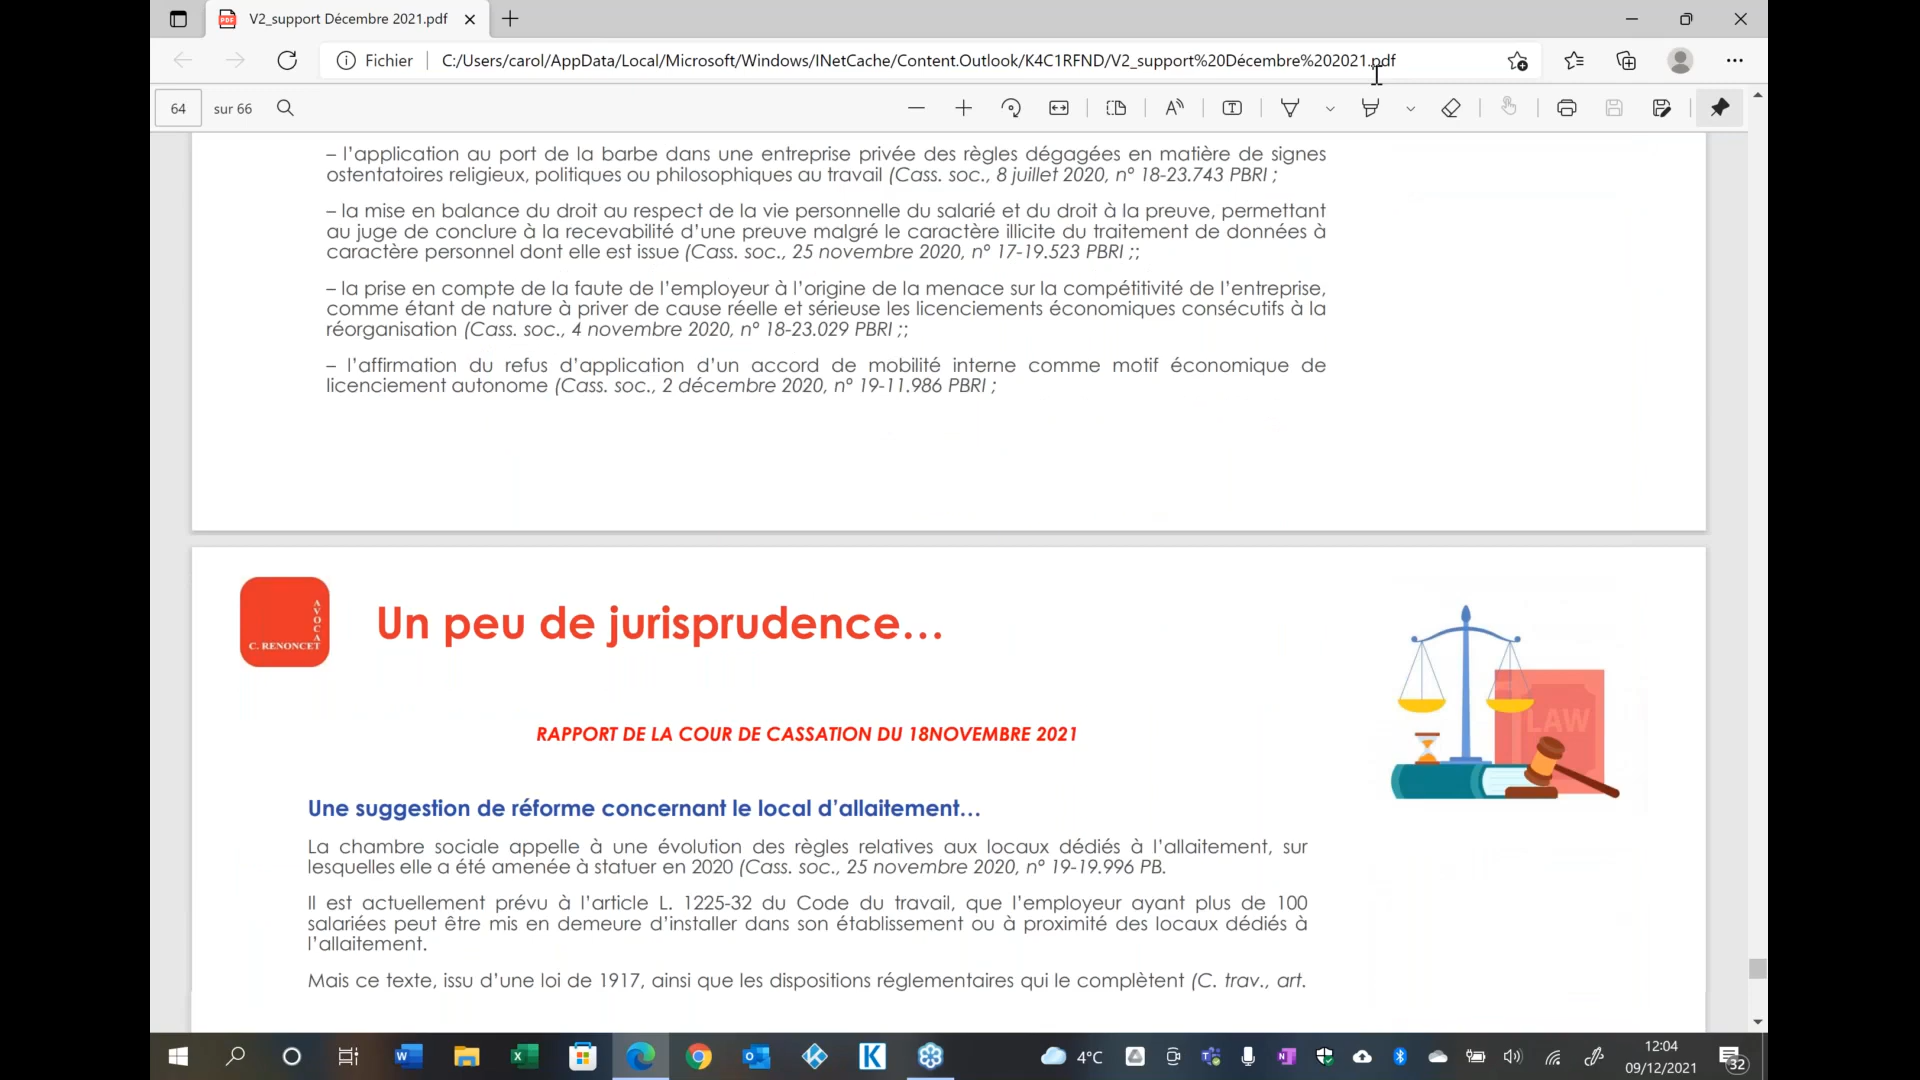 V2_support Décembre 2021.pdf
Fichier
C:/Users/carol/AppData/Local/Microsoft/Windows/INetCache/Content.Outlook/K4C1RFND/V2_support%20Décembre%202021.pdf
64 sur 66
– l’application au port de la barbe dans une entreprise privée des règles dégagées en matière de signes
ostentatoires religieux, politiques ou philosophiques au travail (Cass. soc., 8 juillet 2020, nº 18-23.743 PBRI ;
– la mise en balance du droit au respect de la vie personnelle du salarié et du droit à la preuve, permettant
au juge de conclure à la recevabilité d’une preuve malgré le caractère illicite du traitement de données à
caractère personnel dont elle est issue (Cass. soc., 25 novembre 2020, nº 17-19.523 PBRI ;;
– la prise en compte de la faute de l’employeur à l’origine de la menace sur la compétitivité de l’entreprise,
comme étant de nature à priver de cause réelle et sérieuse les licenciements économiques consécutifs à la
réorganisation (Cass. soc., 4 novembre 2020, nº 18-23.029 PBRI ;;
– l’affirmation du refus d’application d’un accord de mobilité interne comme motif économique de
licenciement autonome (Cass. soc., 2 décembre 2020, nº 19-11.986 PBRI ;
AVOCAT
C. RENONCET
Un peu de jurisprudence…
LAW
RAPPORT DE LA COUR DE CASSATION DU 18NOVEMBRE 2021
Une suggestion de réforme concernant le local d’allaitement…
La chambre sociale appelle à une évolution des règles relatives aux locaux dédiés à l’allaitement, sur
lesquelles elle a été amenée à statuer en 2020 (Cass. soc., 25 novembre 2020, nº 19-19.996 PB.
Il est actuellement prévu à l’article L. 1225-32 du Code du travail, que l’employeur ayant plus de 100
salariées peut être mis en demeure d’installer dans son établissement ou à proximité des locaux dédiés à
l’allaitement.
Mais ce texte, issu d’une loi de 1917, ainsi que les dispositions réglementaires qui le complètent (C. trav., art.
4°C
12:04
09/12/2021
32